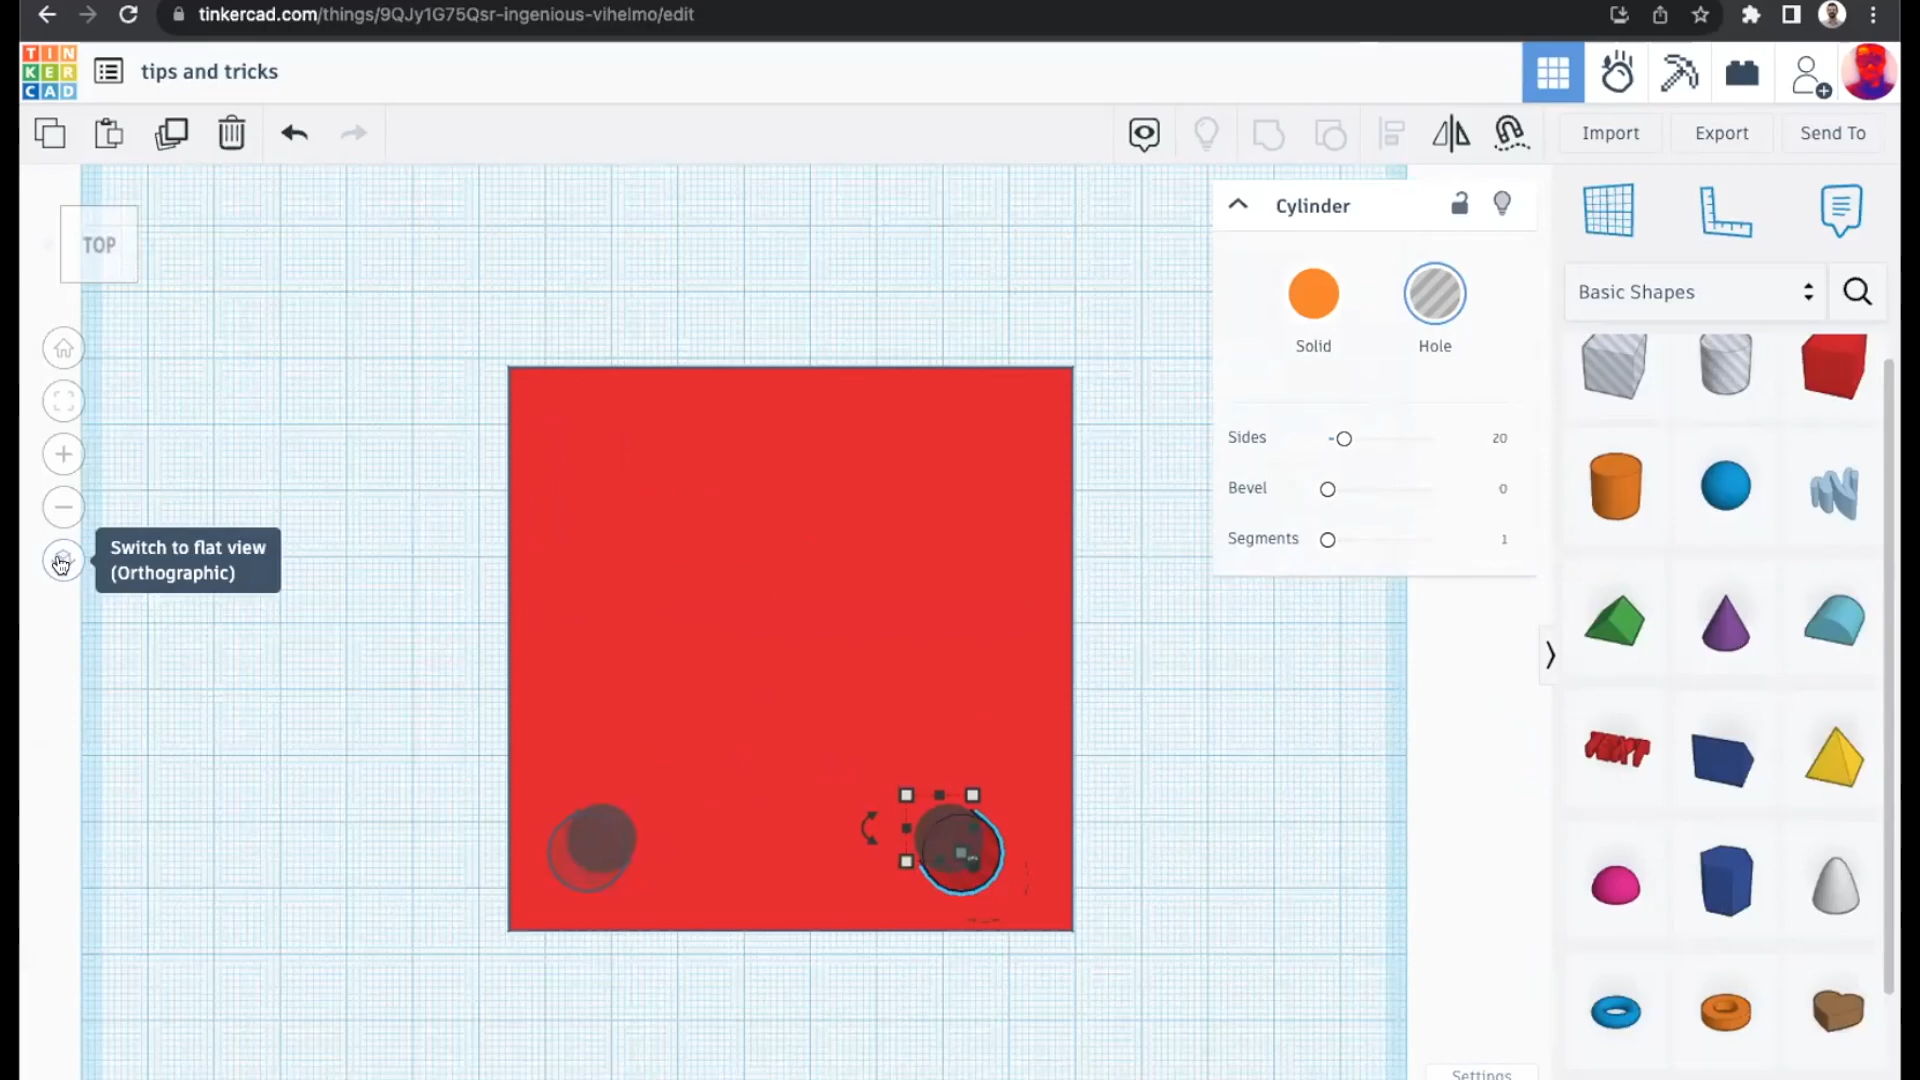 tinkercad.com/things/9QJy1G75Qsr-ingenious-vihelmo/edit
TIN
KER
CAD
tips and tricks
Import
Export
Send To
TOP
Cylinder
Solid
Hole
Basic Shapes
Sides
20
Bevel
0
Segments
1
Switch to flat view
(Orthographic)
TEXT
Settings